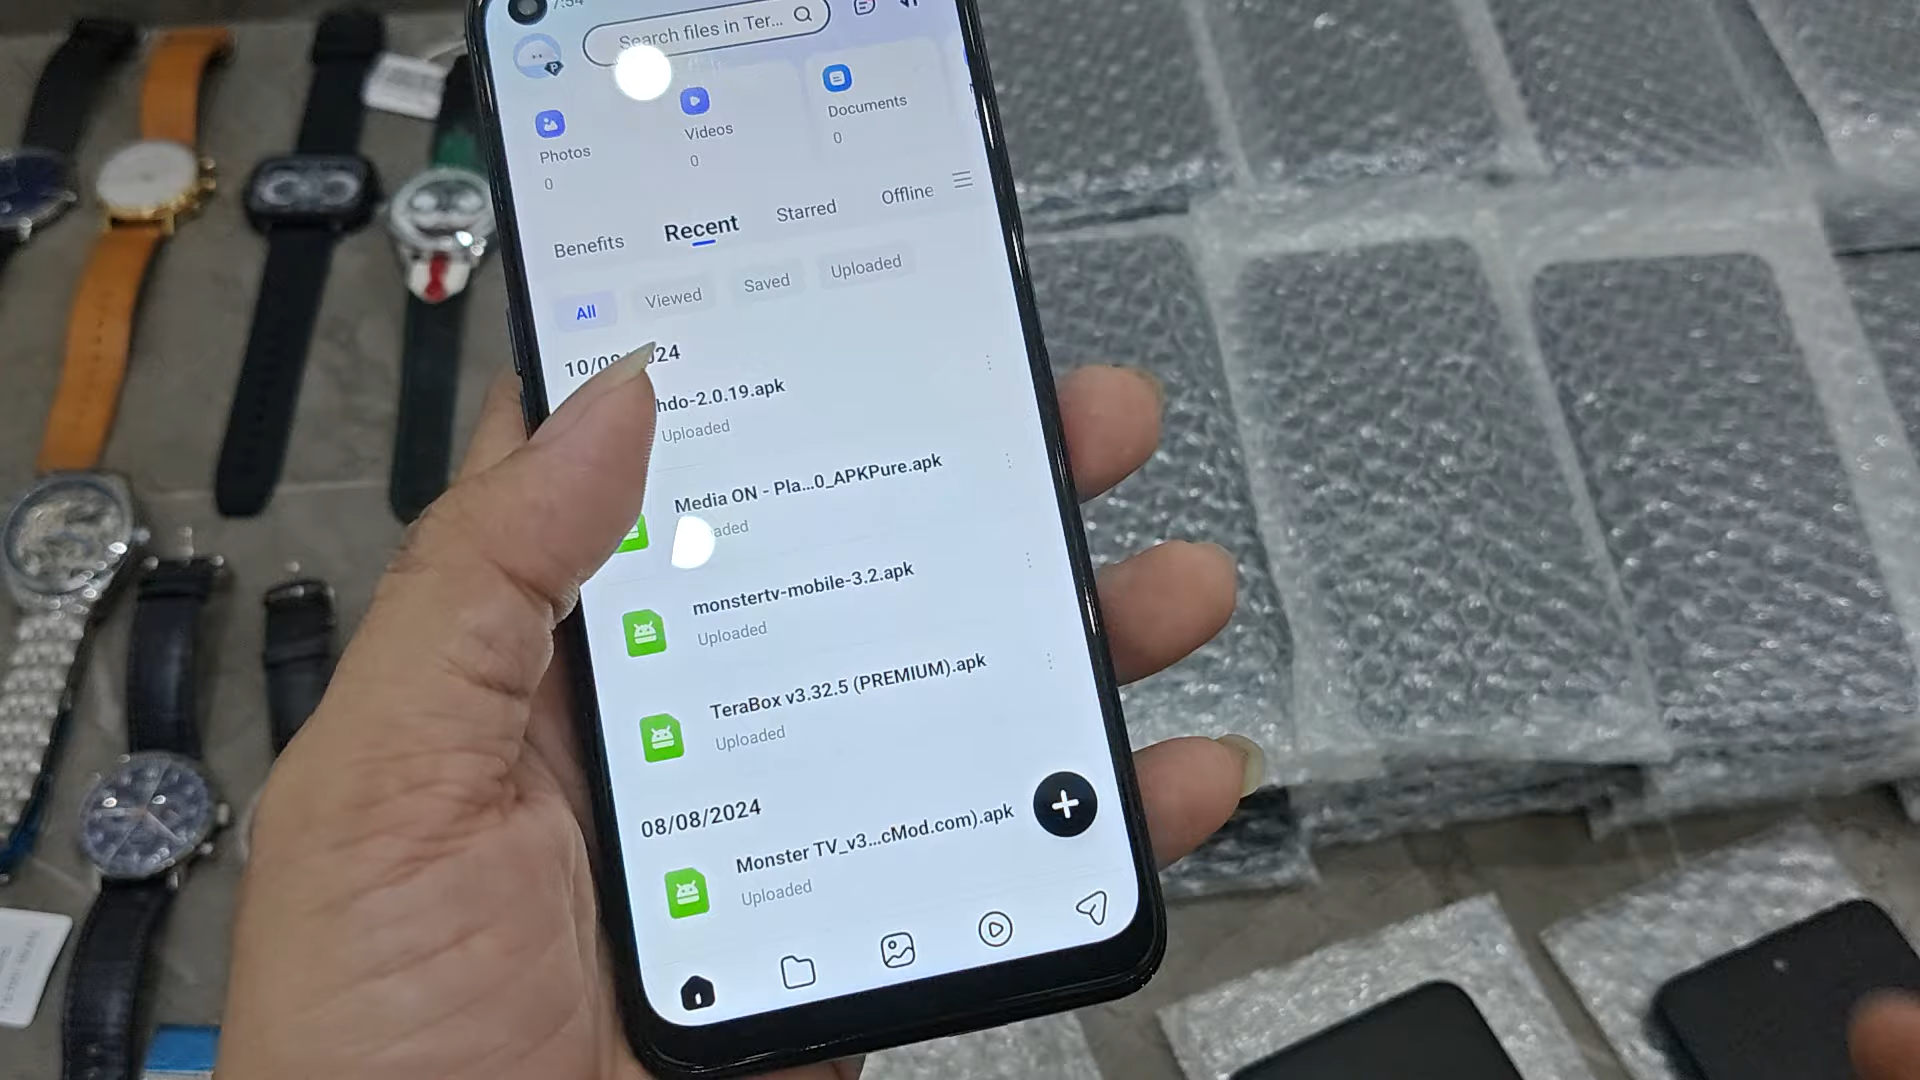 7:54
Search files in Ter...
Photos
0
Videos
0
Documents
0
Benefits
Recent
Starred
Offline
All
Viewed
Saved
Uploaded
hdo-2.0.19.apk
Uploaded
Media ON - Pla...0_APKPure.apk
monstertv-mobile-3.2.apk
Uploaded
TeraBox v3.32.5 (PREMIUM).apk
Uploaded
08/08/2024
Monster TV_v3...cMod.com).apk
Uploaded